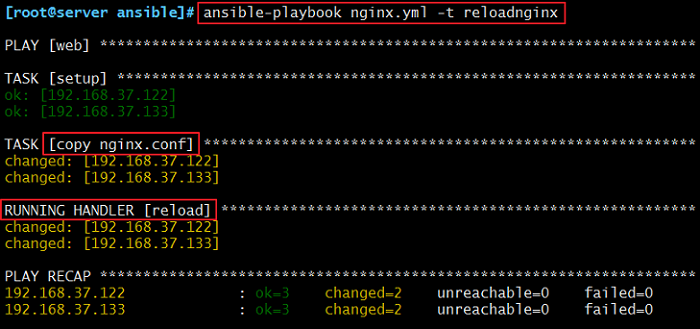 [root@server ansible]# ansible-playbook nginx.yml -t reloadnginx
PLAY [web] *********************************************************************
TASK [setup] *******************************************************************
ok: [192.168.37.122]
ok: [192.168.37.133]
TASK [copy nginx.conf] *********************************************************
changed: [192.168.37.122]
changed: [192.168.37.133]
RUNNING HANDLER [reload] *******************************************************
changed: [192.168.37.122]
changed: [192.168.37.133]
PLAY RECAP *********************************************************************
192.168.37.122 : ok=3 changed=2 unreachable=0 failed=0
192.168.37.133 : ok=3 changed=2 unreachable=0 failed=0